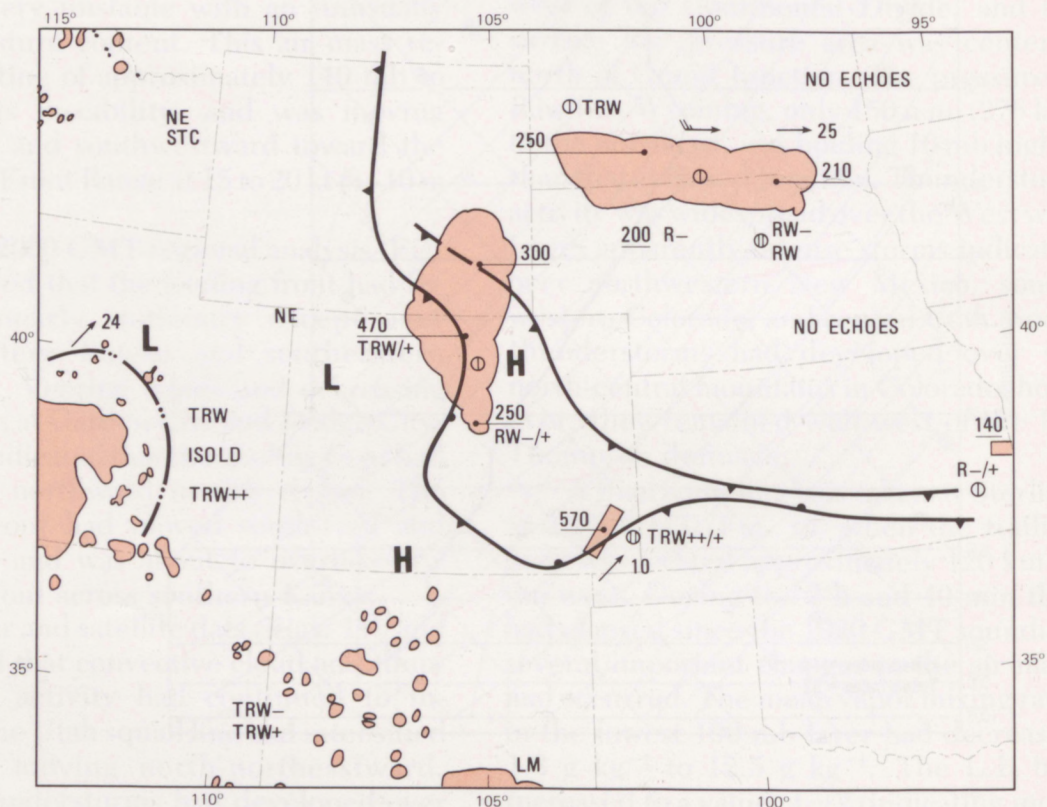 115° 110° 105° 100° 95°
NO ECHOES
NE
STC
TRW
250
25
210
200 R-
RW-
RW
300
24
L
40°
NE
470
TRW/+
L
H
NO ECHOES
40°
250
RW-/+
TRW
ISOLD
TRW++
140
R-/+
570
TRW++/+
10
H
35°
35°
TRW-
TRW+
LM
110° 105° 100°